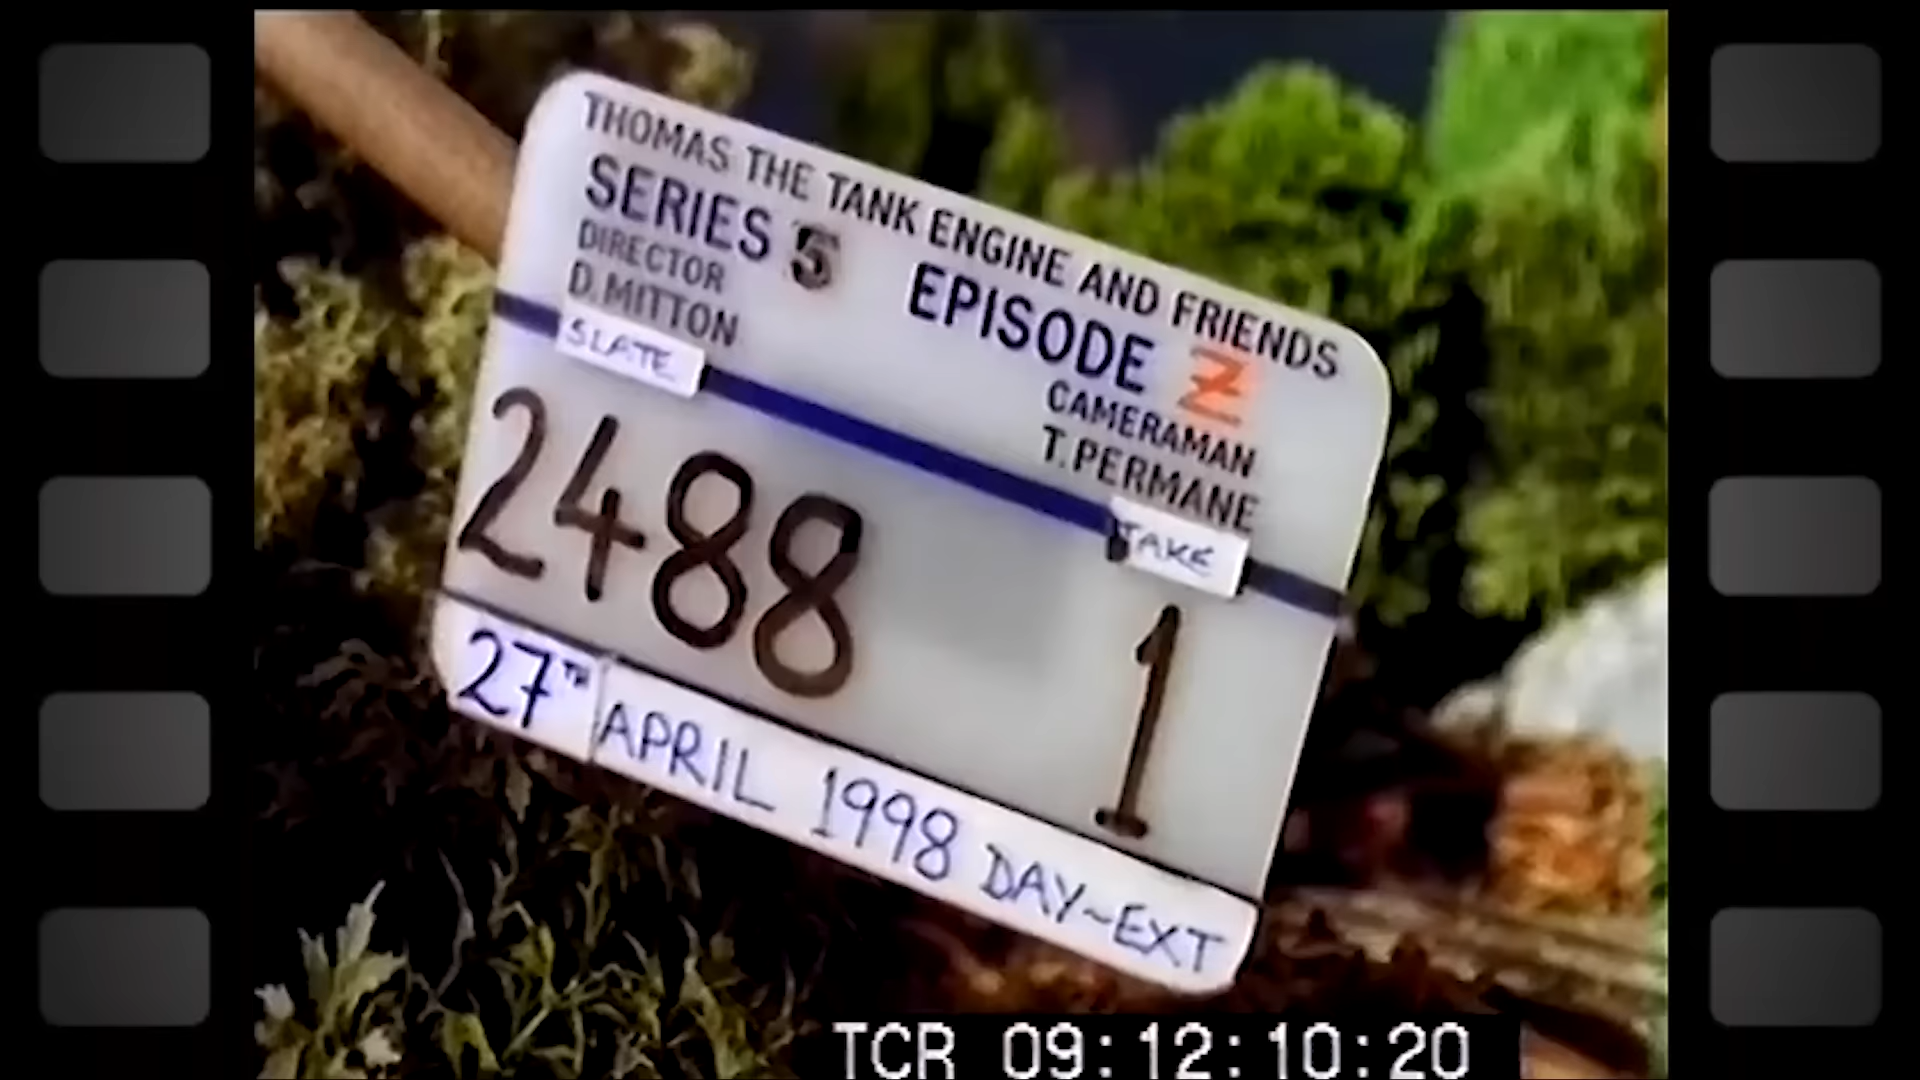 THOMAS THE TANK ENGINE AND FRIENDS
SERIES 5 EPISODE Z
DIRECTOR
D. MITTON
CAMERAMAN
T. PERMANE
SLATE
TAKE
2488 1
27TH APRIL 1998 DAY~EXT
TCR 09:12:10:20